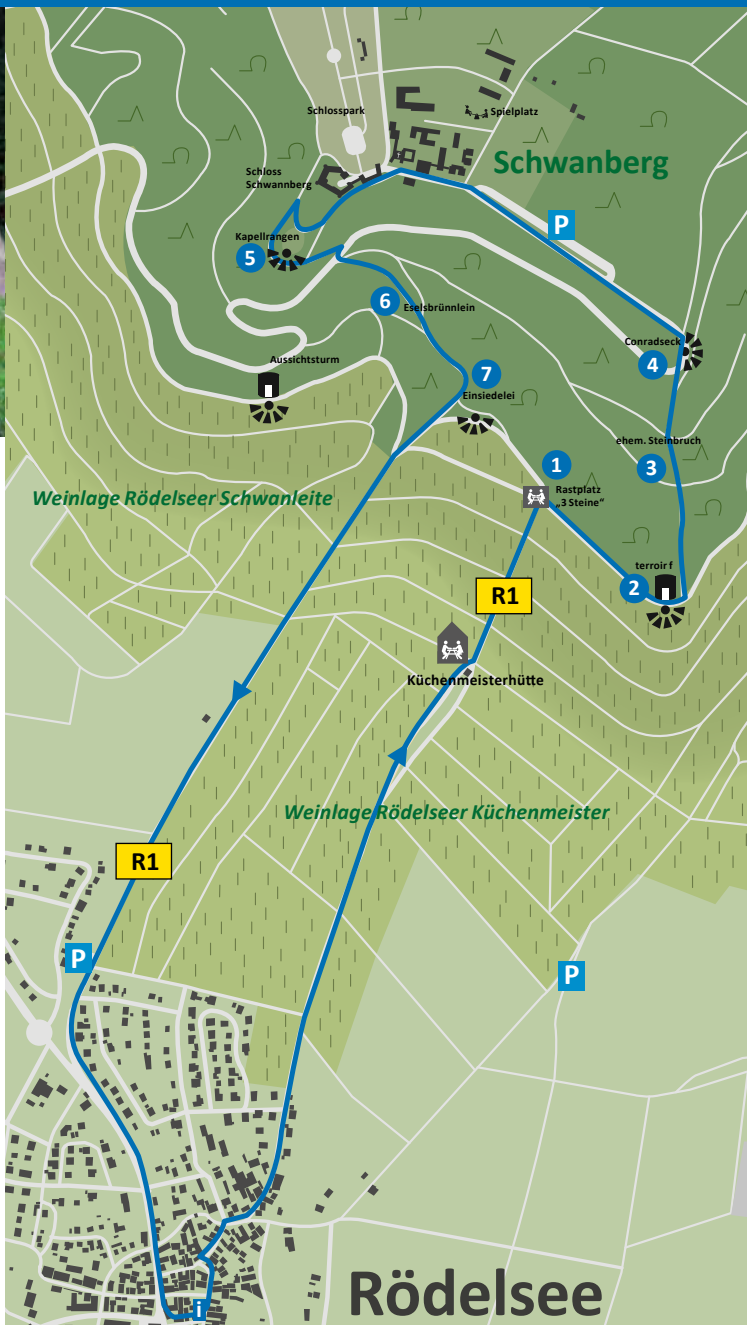 Schlosspark
Spielplatz
Schwanberg
Schloss
Schwannberg
P
Kapellrangen
5
6
Eselsbrünnlein
Conradseck
4
Aussichtsturm
7
Einsiedelei
ehem. Steinbruch
3
1
Rastplatz
„3 Steine"
Weinlage Rödelseer Schwanleite
terroir f
2
R1
Küchenmeisterhütte
Weinlage Rödelseer Küchenmeister
R1
P
P
Rödelsee
i